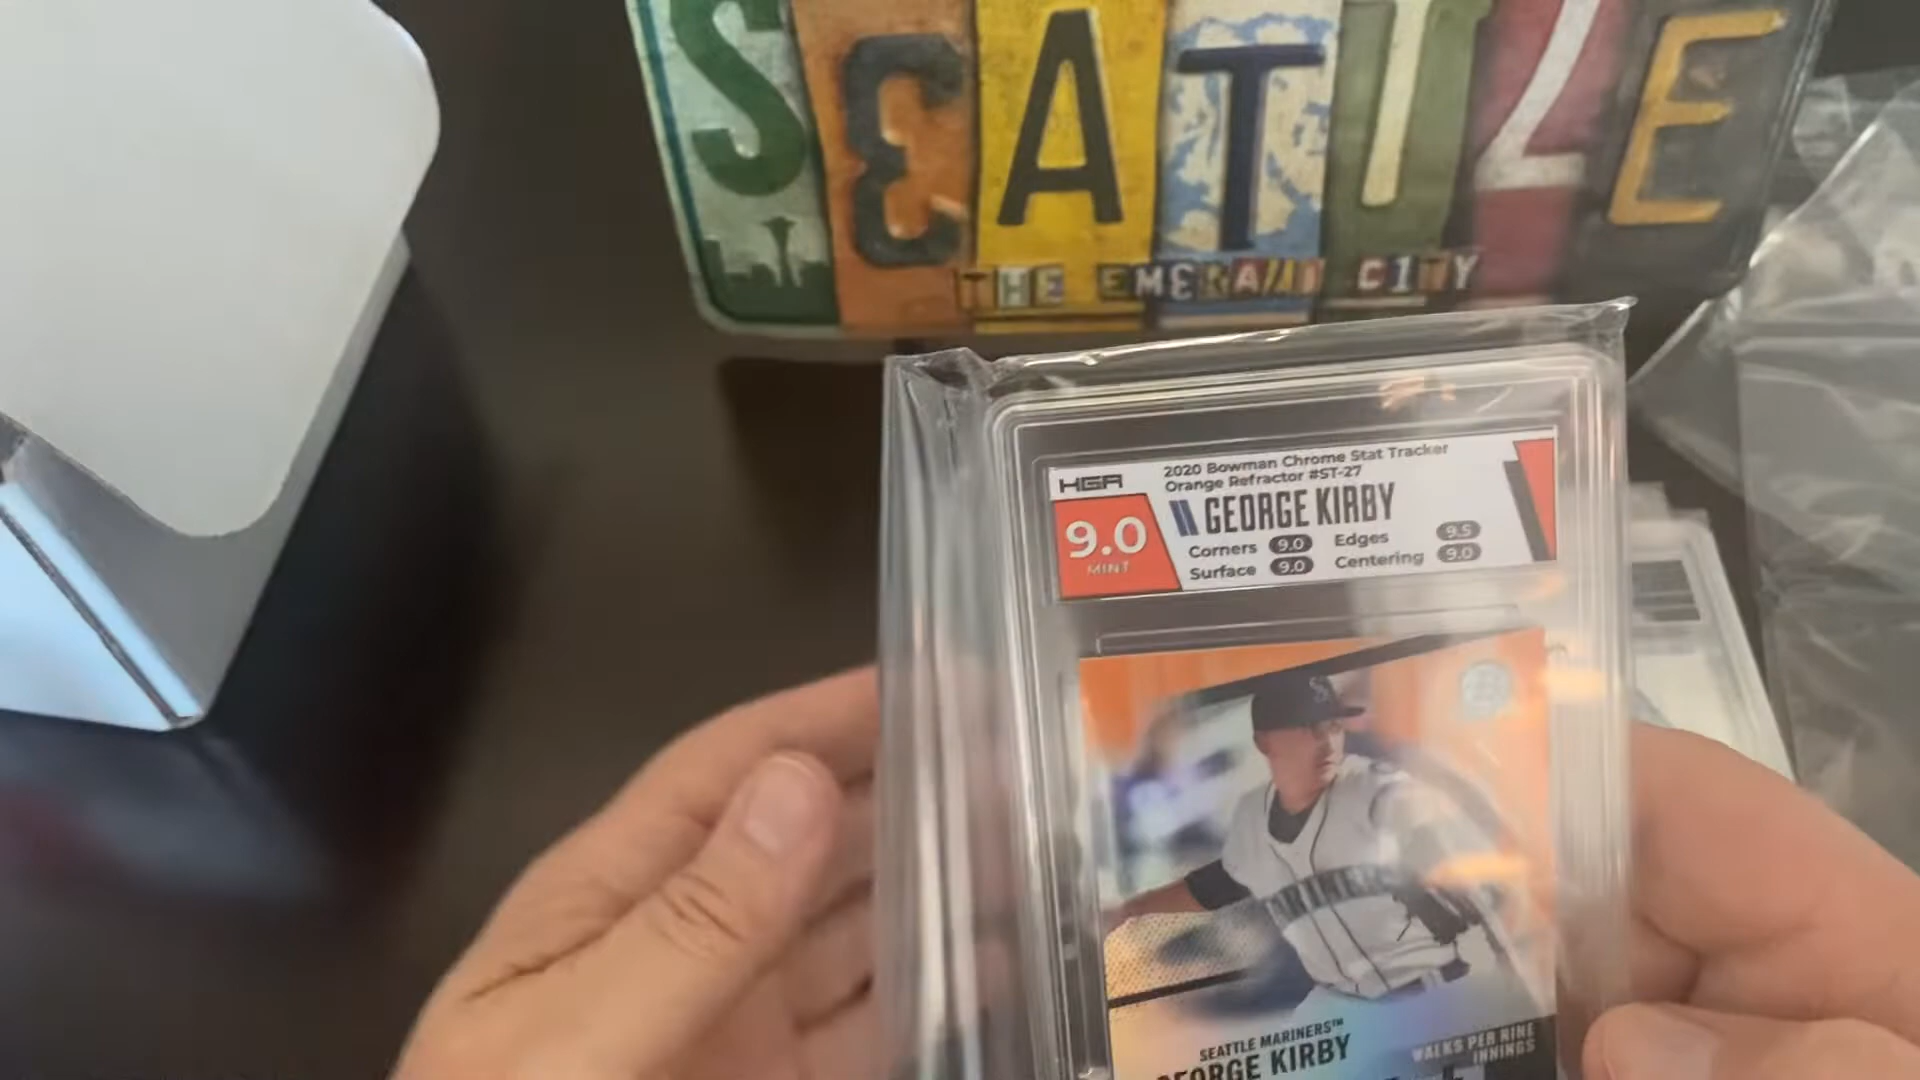 SEATTLE
THE EMERALD C1TY
HGA
2020 Bowman Chrome Stat Tracker
Orange Refractor #ST-27
GEORGE KIRBY
9.0
MINT
Corners 9.0 Edges 9.5
Surface 9.0 Centering 9.0
S
MARINERS
SEATTLE MARINERS™
GEORGE KIRBY
WALKS PER NINE
INNINGS